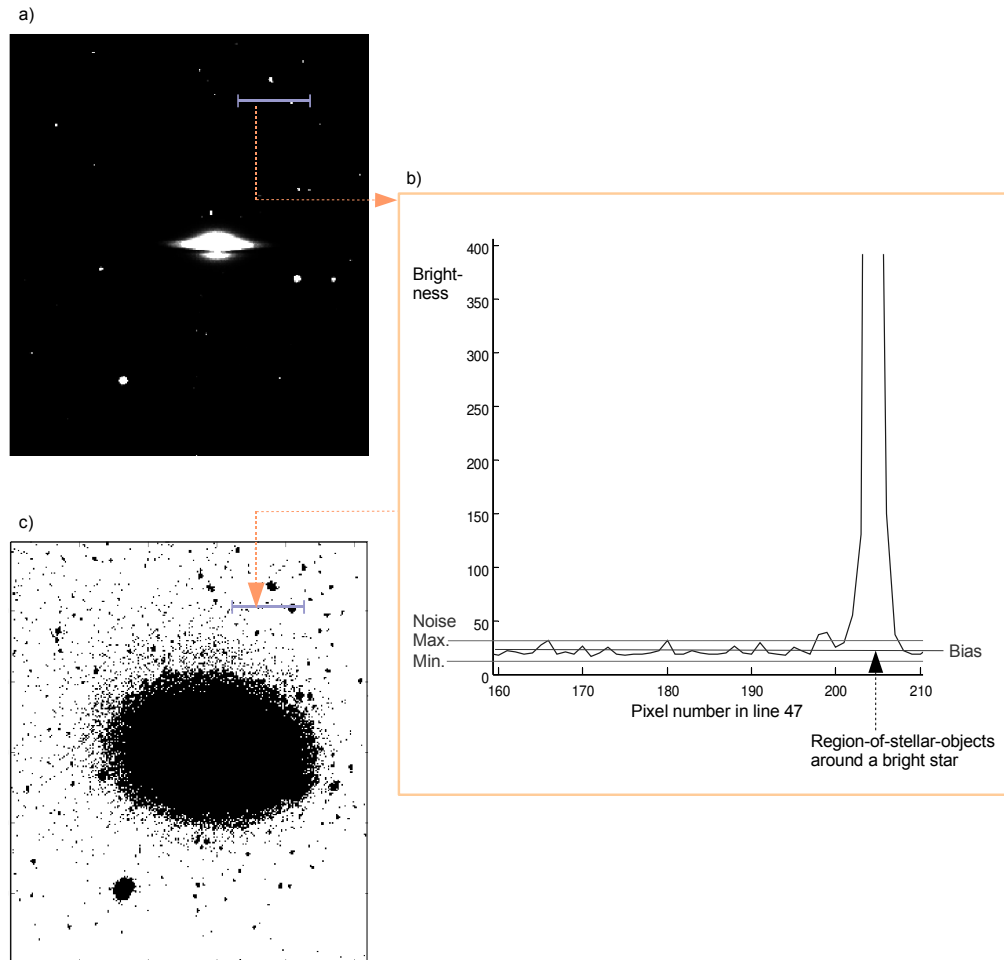 a)
b)
400
Bright-
ness
350
300
250
200
150
100
50
Noise
Max.
Min.
Bias
0
160 170 180 190 200 210
Pixel number in line 47
Region-of-stellar-objects
around a bright star
c)